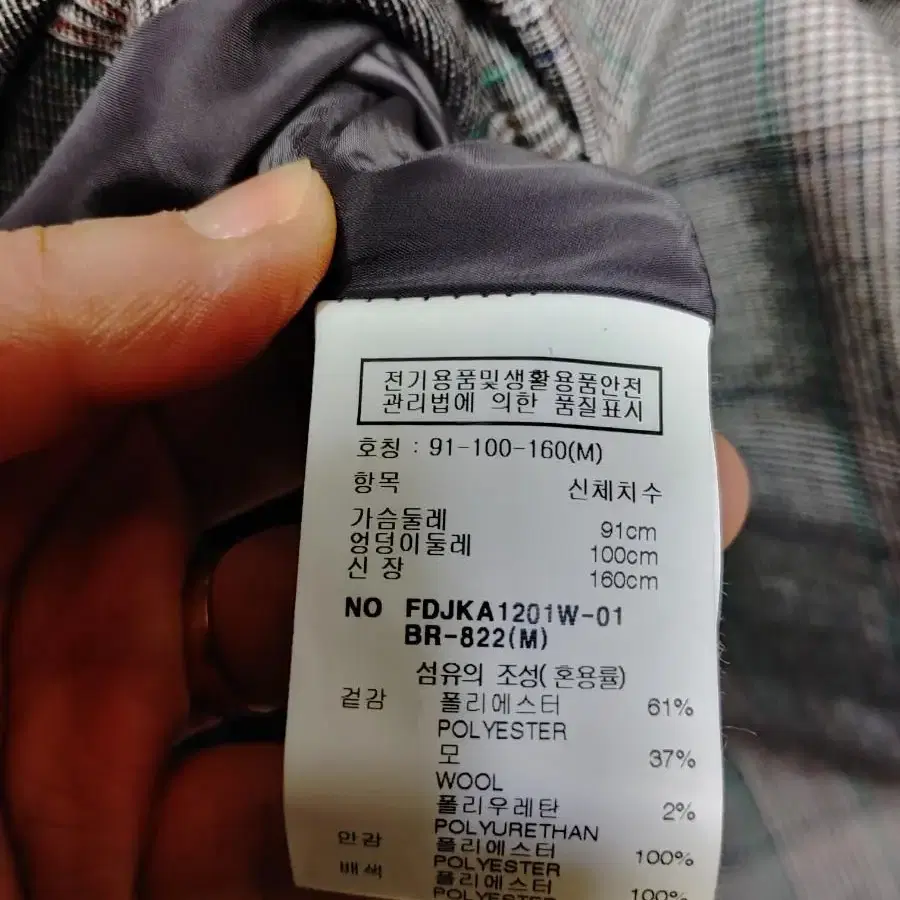 전기용품및생활용품안전
관리법에 의한 품질표시
호칭 : 91-100-160(M)
항목 신체치수
가슴둘레 91cm
엉덩이둘레 100cm
신 장 160cm
NO FDJKA1201W-01
BR-822(M)
섬유의 조성(혼용률)
겉감 폴리에스터 61%
POLYESTER
모 37%
WOOL
폴리우레탄 2%
POLYURETHAN
안감 폴리에스터 100%
POLYESTER
배색 폴리에스터 100%
POLYESTER